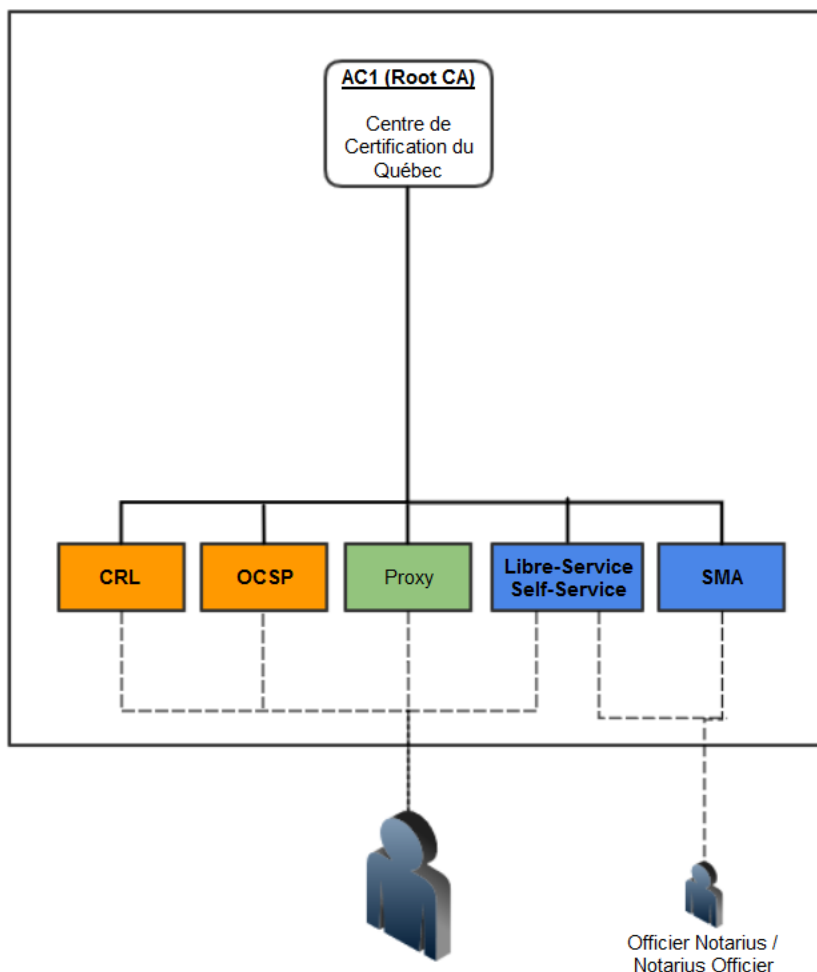 AC1 (Root CA)
Centre de
Certification du
Québec
CRL
OCSP
Proxy
Libre-Service
Self-Service
SMA
Officier Notarius /
Notarius Officier